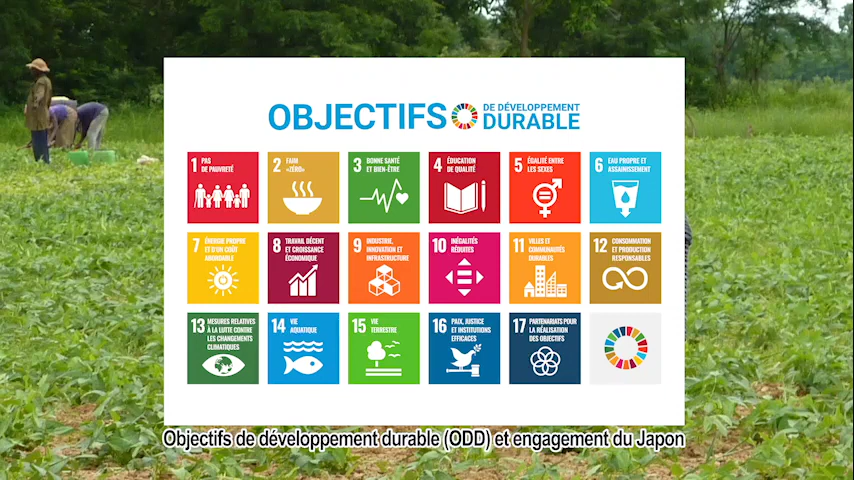 OBJECTIFS
DE DÉVELOPPEMENT
DURABLE
1 PAS
DE PAUVRETÉ
2 FAIM
«ZÉRO»
3 BONNE SANTÉ
ET BIEN-ÊTRE
4 ÉDUCATION
DE QUALITÉ
5 ÉGALITÉ ENTRE
LES SEXES
6 EAU PROPRE ET
ASSAINISSEMENT
7 ÉNERGIE PROPRE
ET D'UN COÛT
ABORDABLE
8 TRAVAIL DÉCENT
ET CROISSANCE
ÉCONOMIQUE
9 INDUSTRIE,
INNOVATION ET
INFRASTRUCTURE
10 INÉGALITÉS
RÉDUITES
11 VILLES ET
COMMUNAUTÉS
DURABLES
12 CONSOMMATION
ET PRODUCTION
RESPONSABLES
13 MESURES RELATIVES
À LA LUTTE CONTRE
LES CHANGEMENTS
CLIMATIQUES
14 VIE
AQUATIQUE
15 VIE
TERRESTRE
16 PAIX, JUSTICE
ET INSTITUTIONS
EFFICACES
17 PARTENARIATS POUR
LA RÉALISATION
DES OBJECTIFS
Objectifs de développement durable (ODD) et engagement du Japon